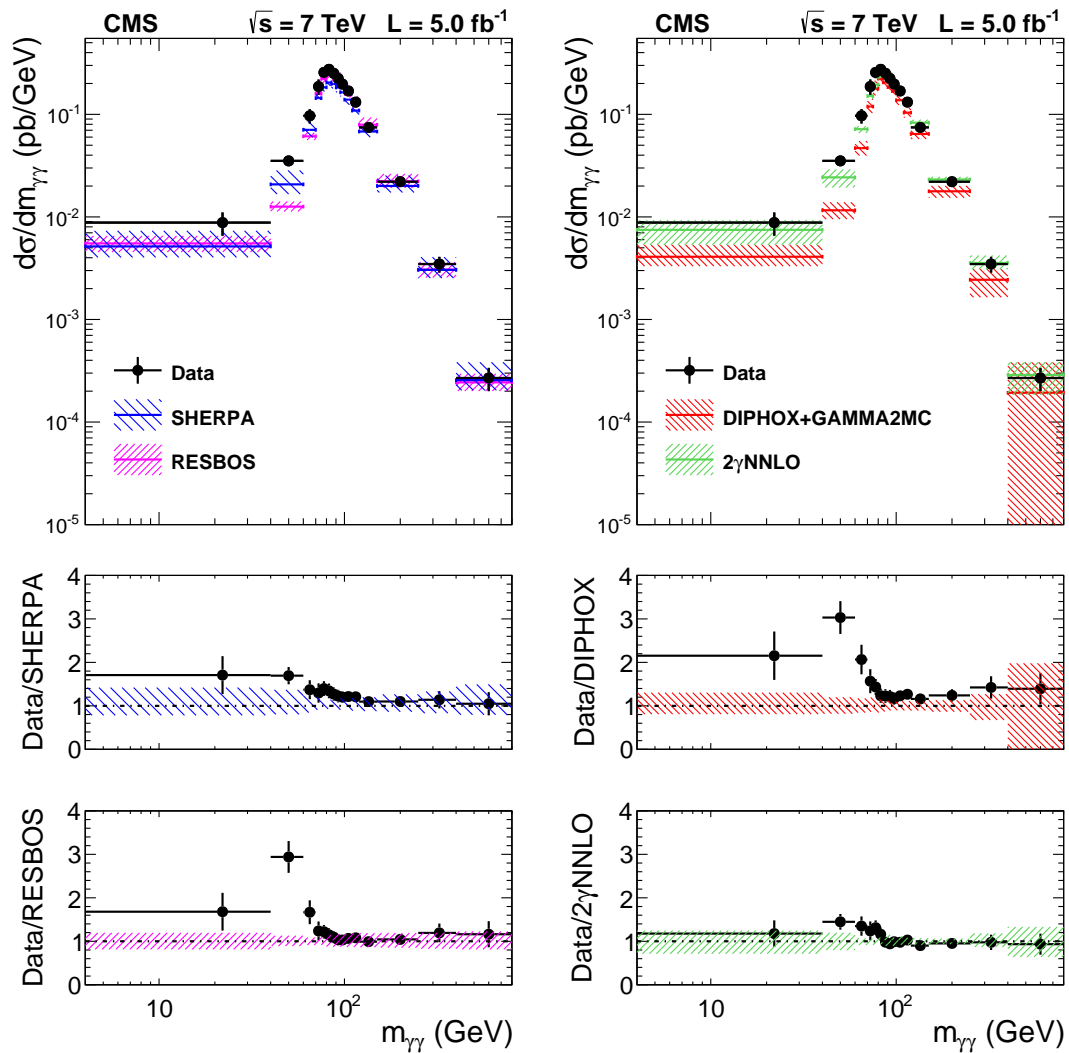 CMS √s = 7 TeV L = 5.0 fb⁻¹
dσ/dmγγ (pb/GeV)
10⁻¹
10⁻²
10⁻³
10⁻⁴
10⁻⁵
Data
SHERPA
RESBOS
Data/SHERPA
4
3
2
1
0
Data/RESBOS
4
3
2
1
0
10 10²
mγγ (GeV)
CMS √s = 7 TeV L = 5.0 fb⁻¹
dσ/dmγγ (pb/GeV)
10⁻¹
10⁻²
10⁻³
10⁻⁴
10⁻⁵
Data
DIPHOX+GAMMA2MC
2γNNLO
Data/DIPHOX
4
3
2
1
0
Data/2γNNLO
4
3
2
1
0
10 10²
mγγ (GeV)